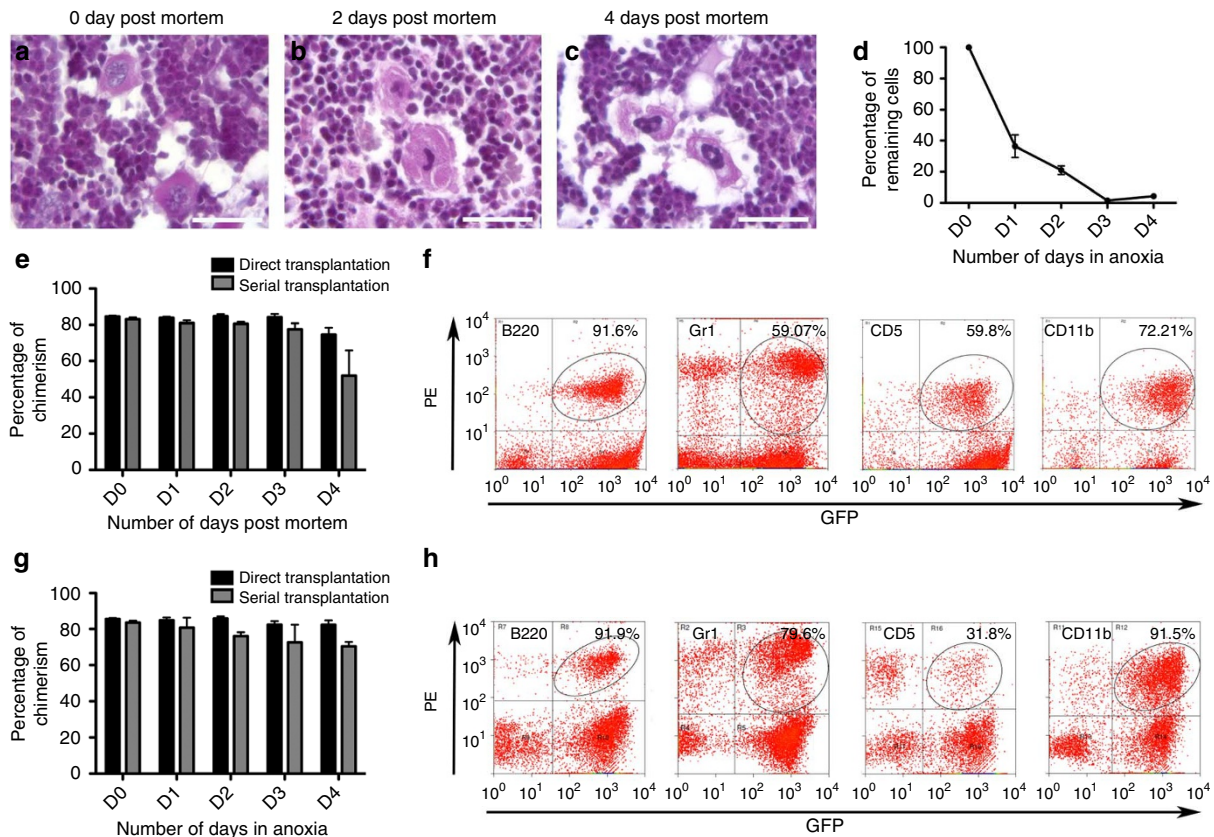 0 day post mortem
2 days post mortem
4 days post mortem
a
b
c
d
Percentage of
remaining cells
100
80
60
40
20
0
D0
D1
D2
D3
D4
Number of days in anoxia
e
Direct transplantation
Serial transplantation
Percentage of
chimerism
100
80
60
40
20
0
D0
D1
D2
D3
D4
Number of days post mortem
f
PE
10^4
10^3
10^2
10^1
B220 91.6%
Gr1 59.07%
CD5 59.8%
CD11b 72.21%
10^0 10^1 10^2 10^3 10^4
10^0 10^1 10^2 10^3 10^4
10^0 10^1 10^2 10^3 10^4
10^0 10^1 10^2 10^3 10^4
GFP
g
Direct transplantation
Serial transplantation
Percentage of
chimerism
100
80
60
40
20
0
D0
D1
D2
D3
D4
Number of days in anoxia
h
PE
10^4
10^3
10^2
10^1
R7 R8
B220 91.9%
R2 R3
Gr1 79.6%
R15 R16
CD5 31.8%
R11 R12
CD11b 91.5%
10^0 10^1 10^2 10^3 10^4
10^0 10^1 10^2 10^3 10^4
10^0 10^1 10^2 10^3 10^4
10^0 10^1 10^2 10^3 10^4
GFP